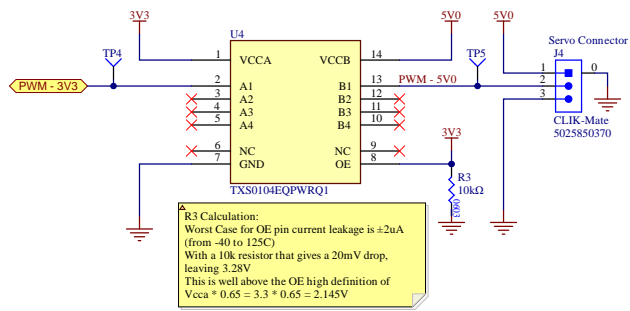 3V3
5V0
5V0
U4
Servo Connector
TP4
TP5
J4
1
VCCA
VCCB
14
1
0
PWM - 3V3
2
A1
B1
13
PWM - 5V0
2
3
A2
B2
12
3
4
A3
B3
11
5
A4
B4
10
CLIK-Mate
5025850370
3V3
6
NC
NC
9
7
GND
OE
8
TXS0104EQPWRQ1
R3
10kΩ
0603
R3 Calculation:
Worst Case for OE pin current leakage is ±2uA
(from -40 to 125C)
With a 10k resistor that gives a 20mV drop,
leaving 3.28V
This is well above the OE high definition of
Vcca * 0.65 = 3.3 * 0.65 = 2.145V